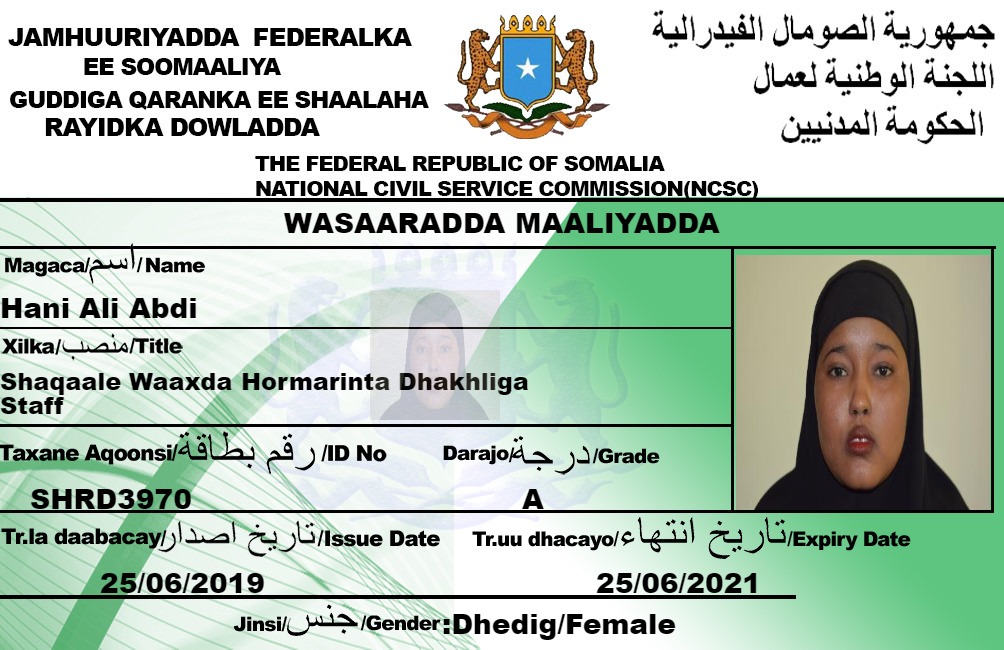 JAMHUURIYADDA FEDERALKA
EE SOOMAALIYA
GUDDIGA QARANKA EE SHAALAHA
RAYIDKA DOWLADDA
جمهورية الصومال الفيدرالية
اللجنة الوطنية لعمال
الحكومة المدنيين
THE FEDERAL REPUBLIC OF SOMALIA
NATIONAL CIVIL SERVICE COMMISSION(NCSC)
WASAARADDA MAALIYADDA
Magaca/اسم/Name
Hani Ali Abdi
Xilka/منصب/Title
Shaqaale Waaxda Hormarinta Dhakhliga
Staff
Taxane Aqoonsi/رقم بطاقة/ID No
SHRD3970
Darajo/درجة/Grade
A
Tr.la daabacay/تاريخ اصدار/Issue Date
25/06/2019
Tr.uu dhacayo/تاريخ انتهاء/Expiry Date
25/06/2021
Jinsi/جنس/Gender:Dhedig/Female